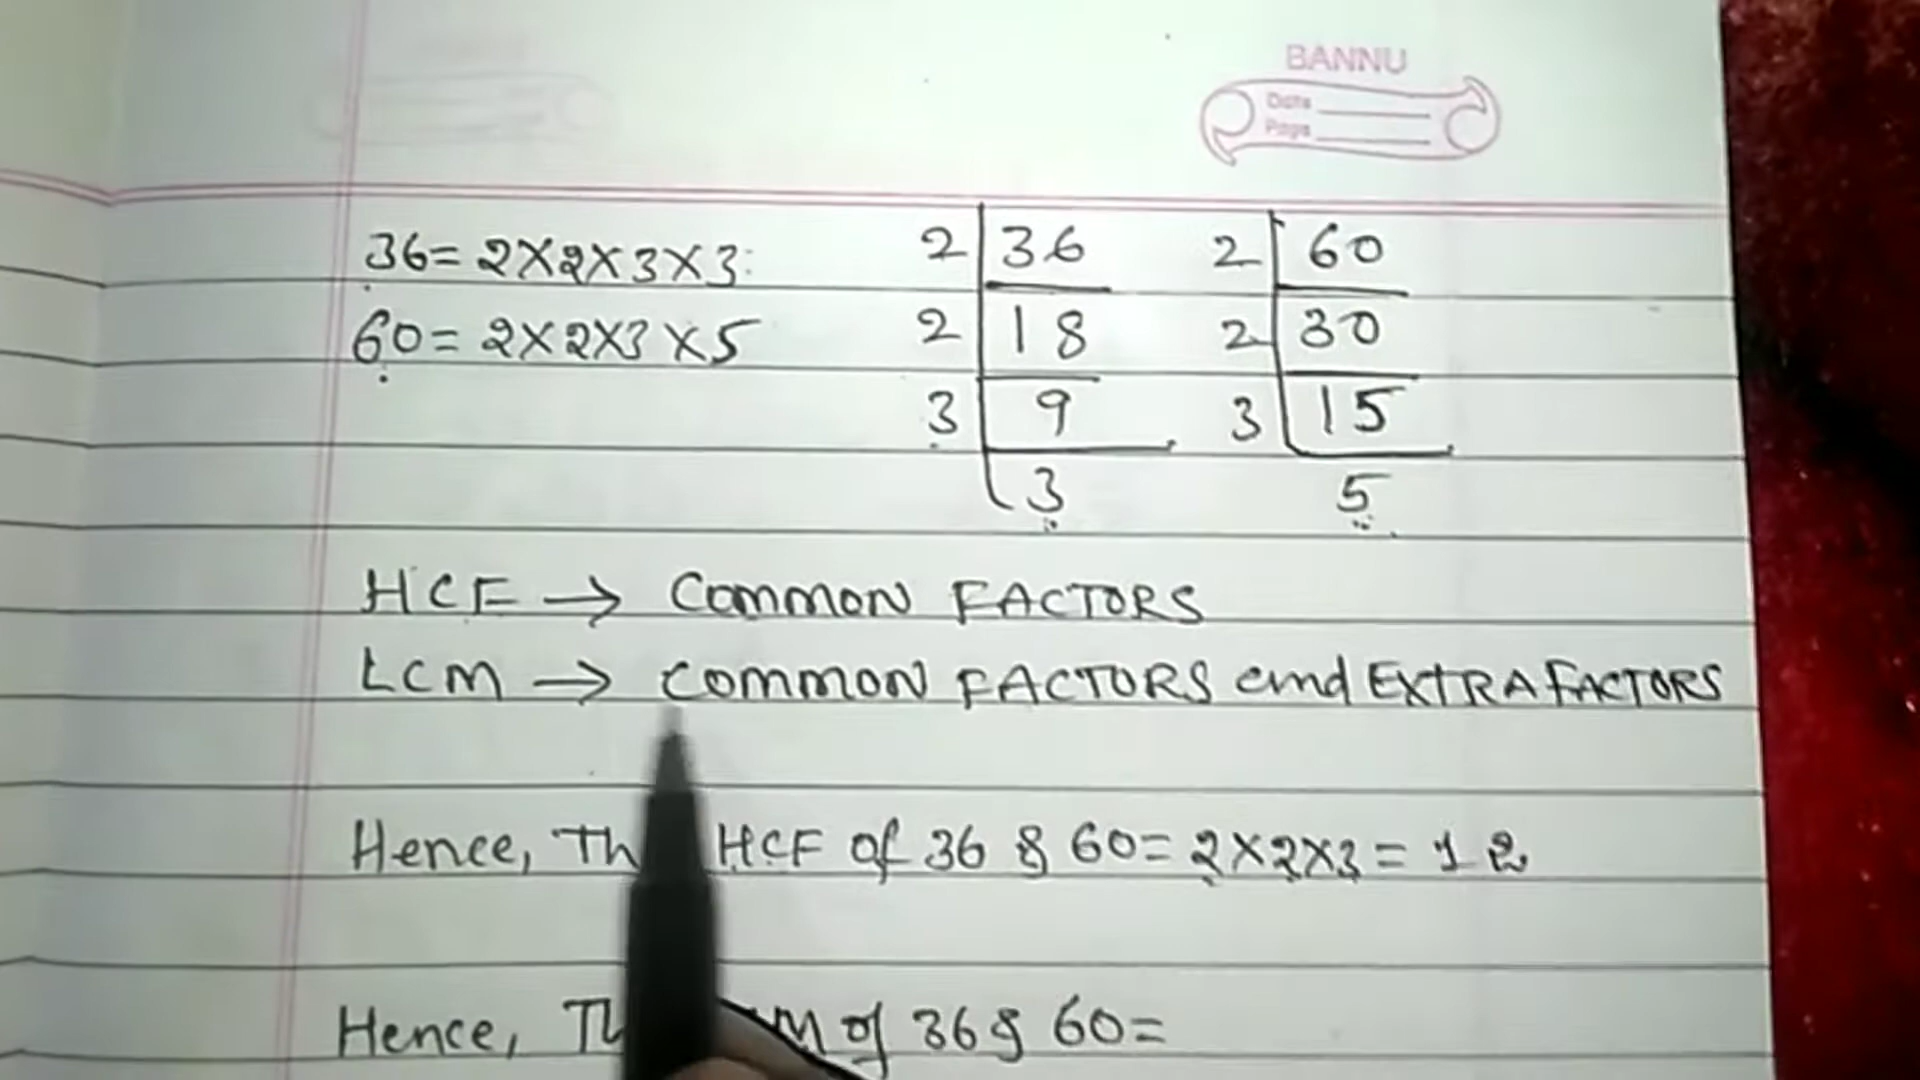 BANNU
Date
Page
36= 2×2×3×3
60= 2×2×3×5
2 36
2 18
3 9
3
2 60
2 30
3 15
5
HCF → COMMON FACTORS
LCM → COMMON FACTORS and EXTRA FACTORS
Hence, HCF of 36 & 60= 2×2×3= 12
Hence, of 36 & 60=